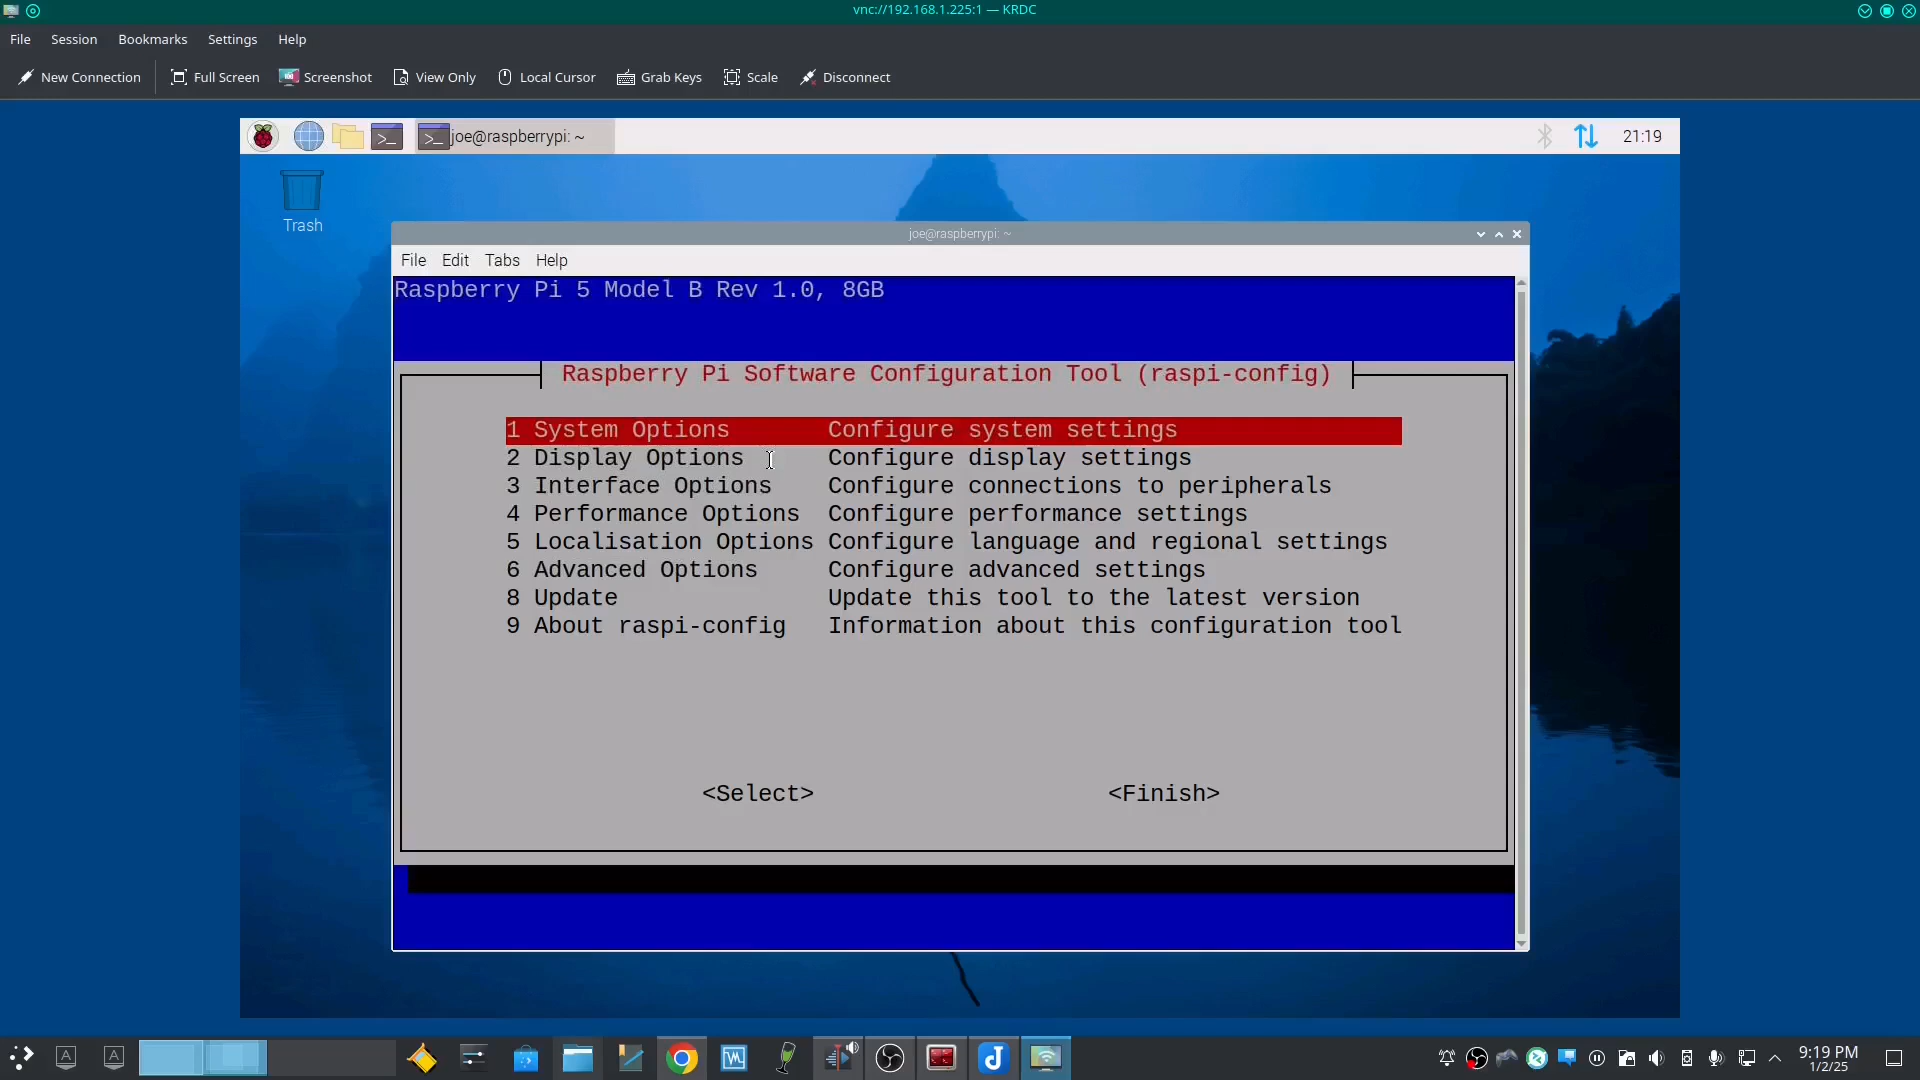 vnc://192.168.1.225:1 — KRDC
File Session Bookmarks Settings Help
New Connection Full Screen Screenshot View Only Local Cursor Grab Keys Scale Disconnect
joe@raspberrypi: ~
21:19
Trash
joe@raspberrypi: ~
File Edit Tabs Help
Raspberry Pi 5 Model B Rev 1.0, 8GB
Raspberry Pi Software Configuration Tool (raspi-config)
1 System Options Configure system settings
2 Display Options Configure display settings
3 Interface Options Configure connections to peripherals
4 Performance Options Configure performance settings
5 Localisation Options Configure language and regional settings
6 Advanced Options Configure advanced settings
8 Update Update this tool to the latest version
9 About raspi-config Information about this configuration tool
<Select> <Finish>
9:19 PM
1/2/25